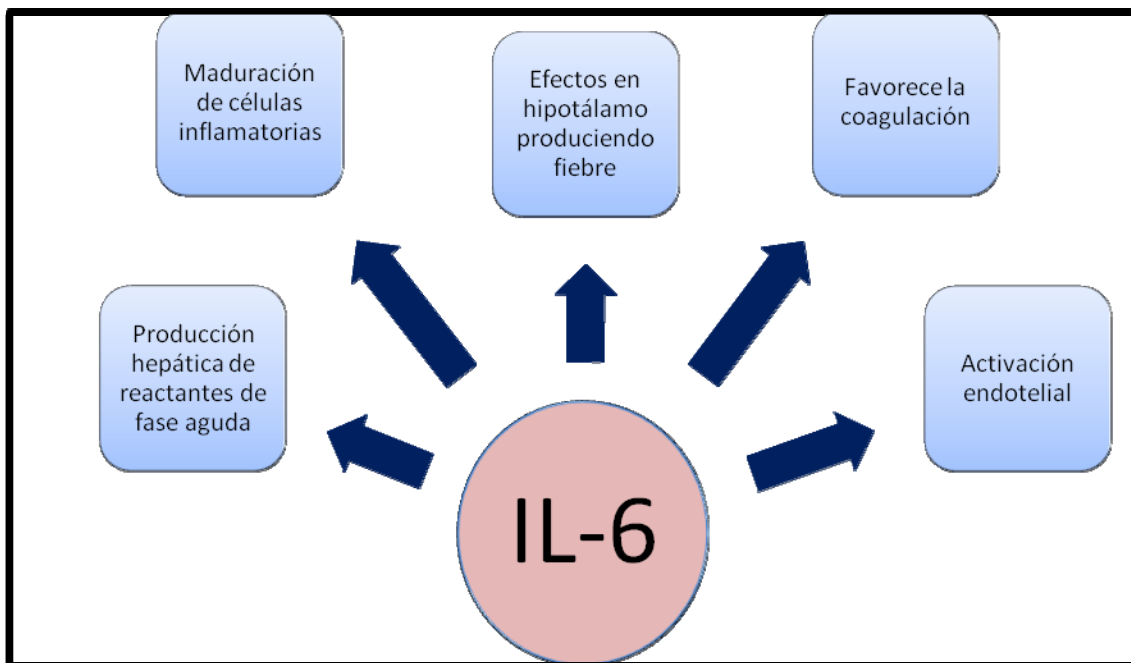 Maduración
de células
inflamatorias
Efectos en
hipotálamo
produciendo
fiebre
Favorece la
coagulación
Producción
hepática de
reactantes de
fase aguda
Activación
endotelial
IL-6